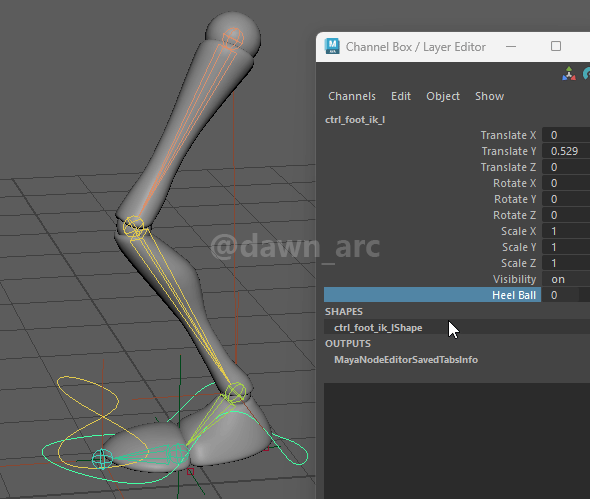 M
Channel Box / Layer Editor
Channels Edit Object Show
ctrl_foot_ik_l
Translate X 0
Translate Y 0.529
Translate Z 0
Rotate X 0
Rotate Y 0
Rotate Z 0
Scale X 1
Scale Y 1
Scale Z 1
Visibility on
Heel Ball 0
SHAPES
ctrl_foot_ik_lShape
OUTPUTS
MayaNodeEditorSavedTabsInfo
@dawn_arc